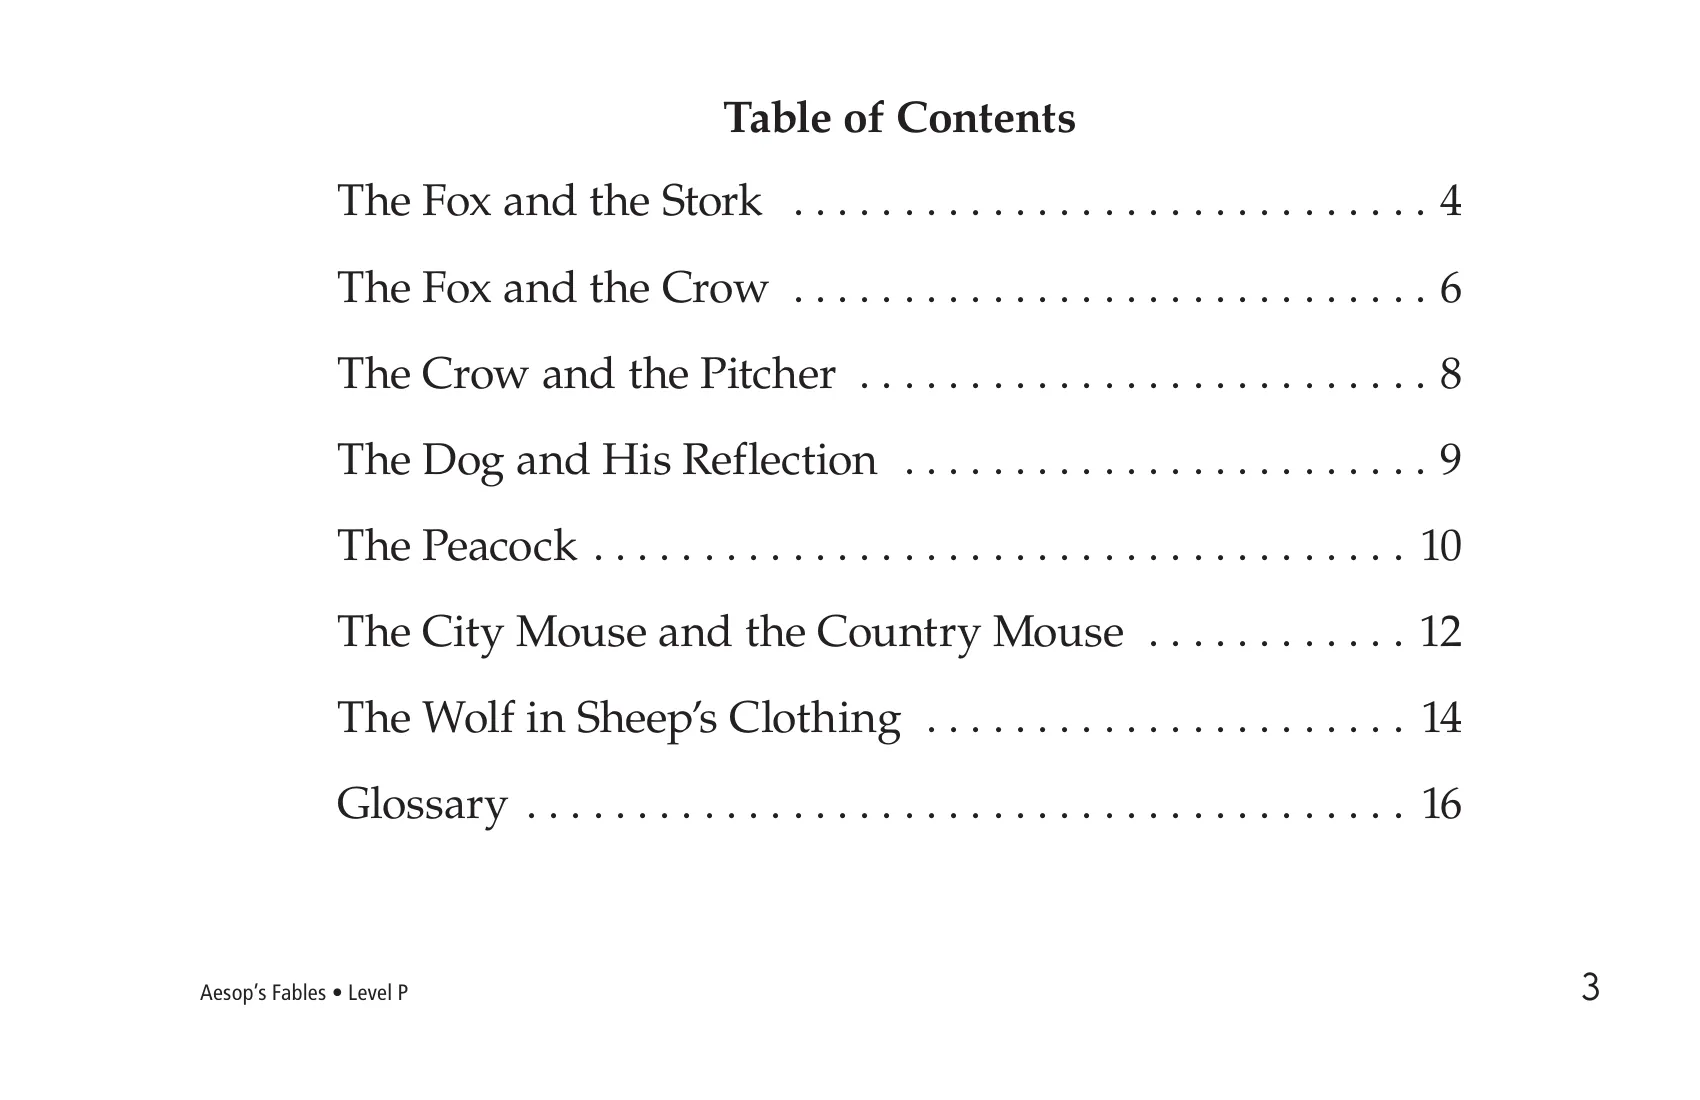 Table of Contents
The Fox and the Stork . . . . . . . . . . . . . . . . . . . . . . . . . . . . . 4
The Fox and the Crow . . . . . . . . . . . . . . . . . . . . . . . . . . . . . 6
The Crow and the Pitcher . . . . . . . . . . . . . . . . . . . . . . . . . . 8
The Dog and His Reflection . . . . . . . . . . . . . . . . . . . . . . . . 9
The Peacock . . . . . . . . . . . . . . . . . . . . . . . . . . . . . . . . . . . . . 10
The City Mouse and the Country Mouse . . . . . . . . . . . . 12
The Wolf in Sheep’s Clothing . . . . . . . . . . . . . . . . . . . . . . 14
Glossary . . . . . . . . . . . . . . . . . . . . . . . . . . . . . . . . . . . . . . . . 16
Aesop’s Fables • Level P 3